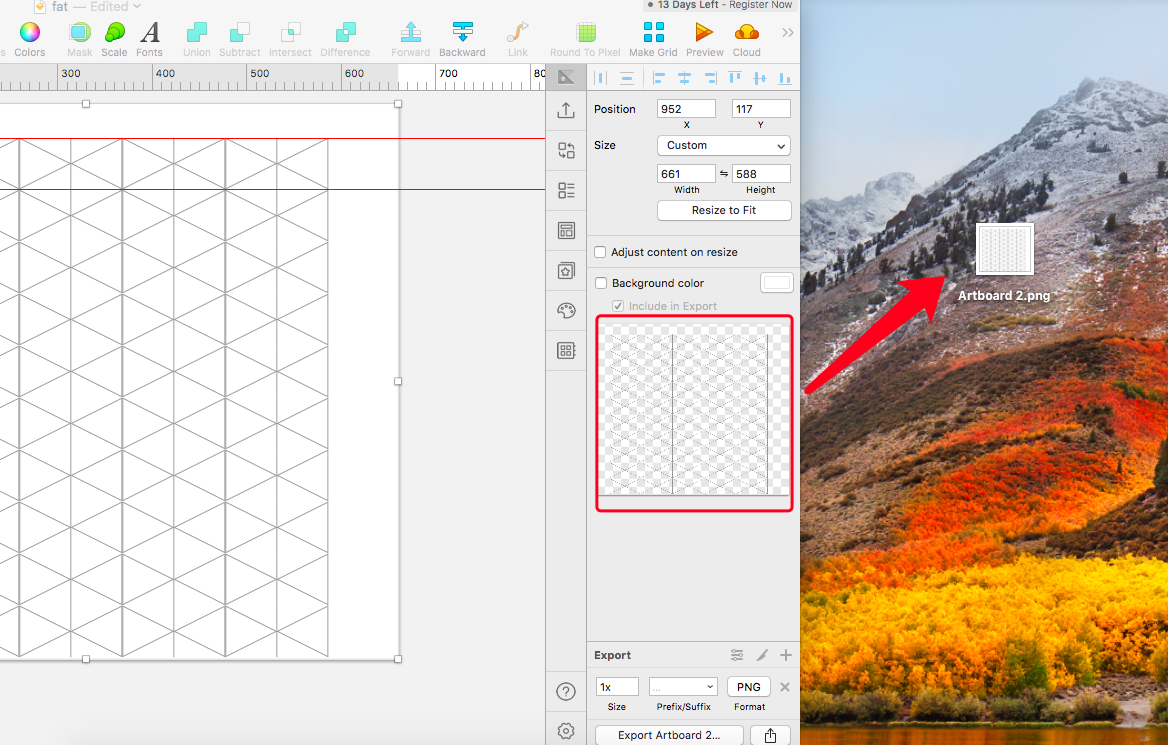 fat — Edited
13 Days Left - Register Now
s Colors Mask Scale Fonts Union Subtract Intersect Difference Forward Backward Link Round To Pixel Make Grid Preview Cloud
300 400 500 600 700 80
Position 952 117
X Y
Size Custom
661 588
Width Height
Resize to Fit
Adjust content on resize
Background color
Include in Export
Artboard 2.png
Export
1x ... PNG
Size Prefix/Suffix Format
Export Artboard 2...